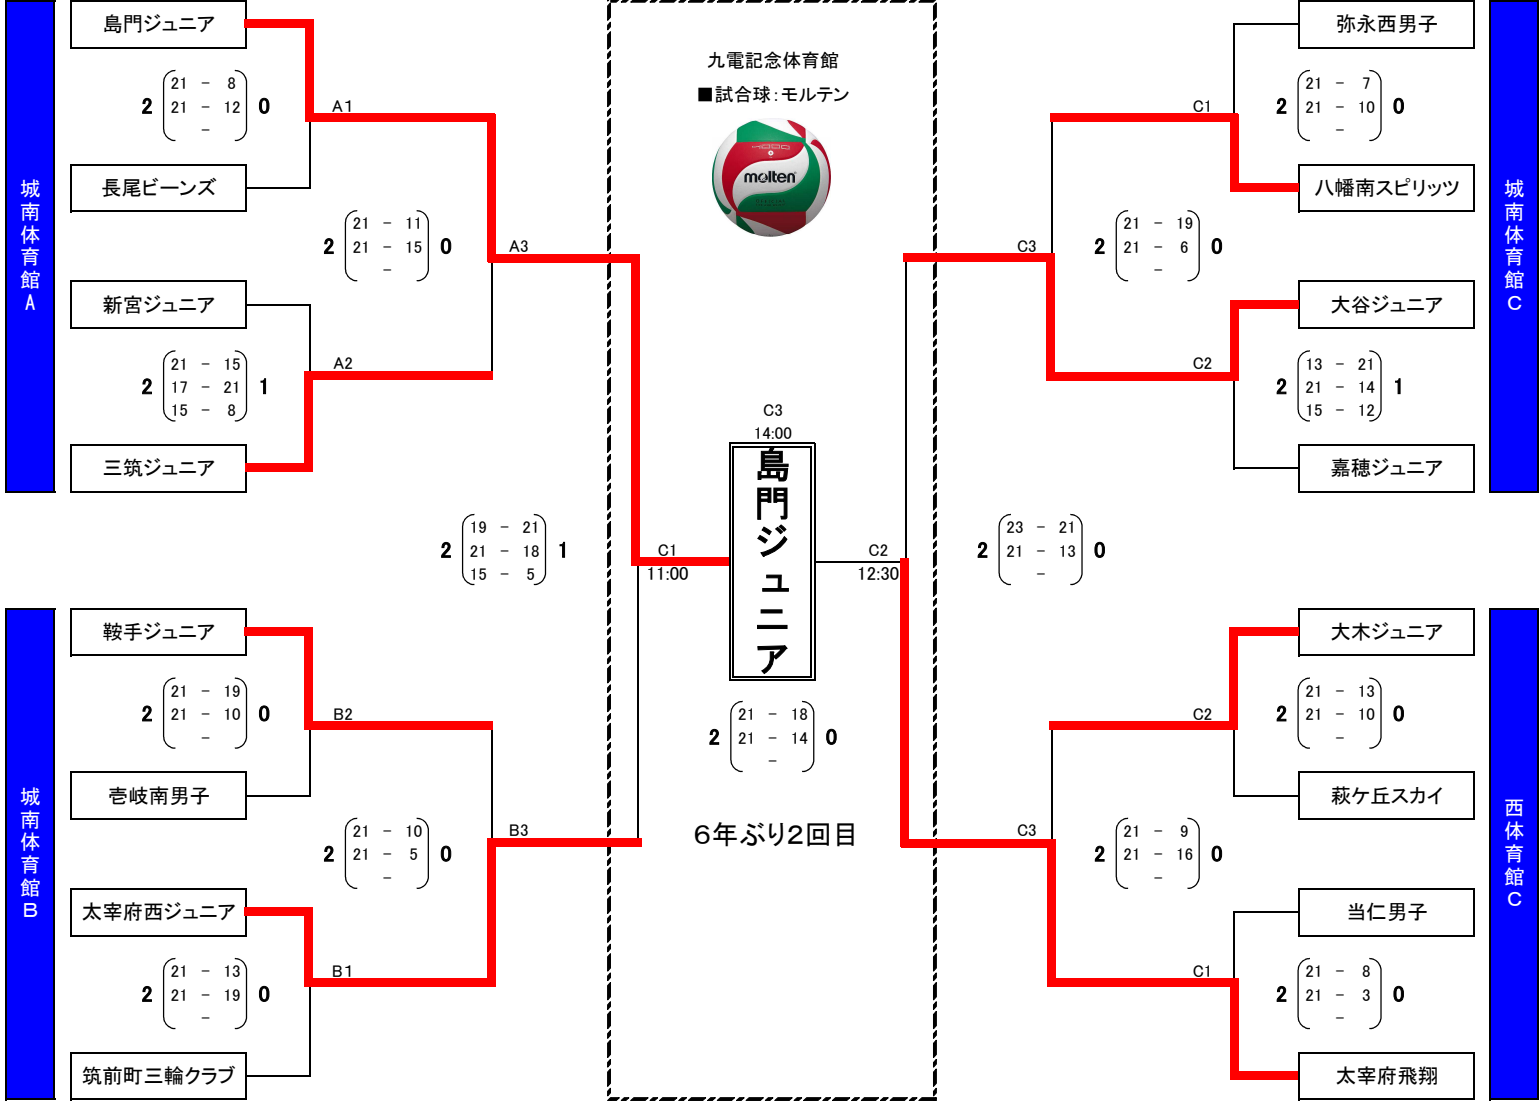 城南体育館A
島門ジュニア
2 21 - 8 0
21 - 12
-
A1
長尾ビーンズ
2 21 - 11 0
21 - 15
-
A3
新宮ジュニア
2 21 - 15 1
17 - 21
15 - 8
A2
三筑ジュニア
2 19 - 21 1
21 - 18
15 - 5
城南体育館B
鞍手ジュニア
2 21 - 19 0
21 - 10
-
B2
壱岐南男子
2 21 - 10 0
21 - 5
-
B3
太宰府西ジュニア
2 21 - 13 0
21 - 19
-
B1
筑前町三輪クラブ
九電記念体育館
■試合球:モルテン
4000
molten
C3
14:00
島門ジュニア
C1
11:00
C2
12:30
2 21 - 18 0
21 - 14
-
6年ぶり2回目
城南体育館C
弥永西男子
2 21 - 7 0
21 - 10
-
C1
八幡南スピリッツ
2 21 - 19 0
21 - 6
-
C3
大谷ジュニア
2 13 - 21 1
21 - 14
15 - 12
C2
嘉穂ジュニア
2 23 - 21 0
21 - 13
-
西体育館C
大木ジュニア
2 21 - 13 0
21 - 10
-
C2
萩ケ丘スカイ
2 21 - 9 0
21 - 16
-
C3
当仁男子
2 21 - 8 0
21 - 3
-
C1
太宰府飛翔